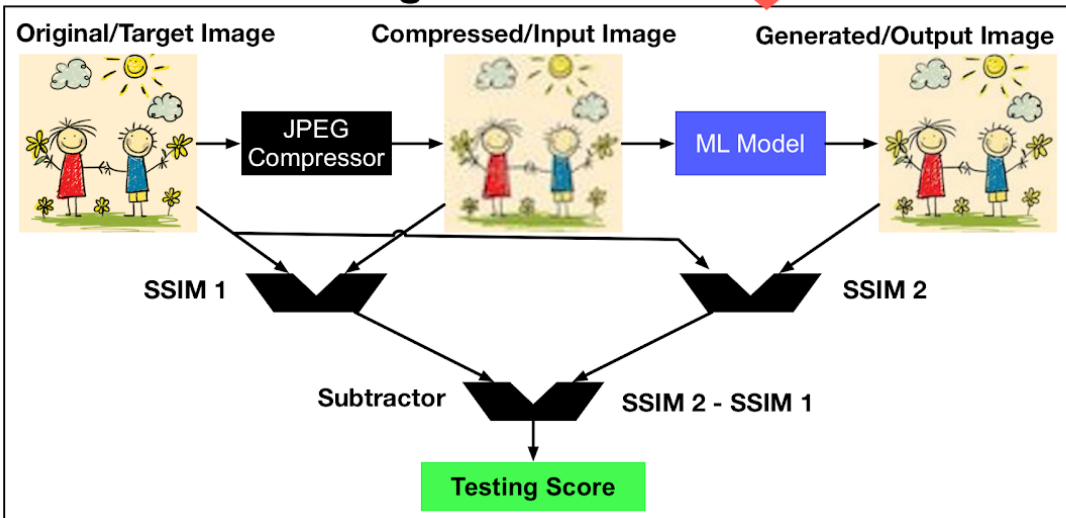 Original/Target Image
Compressed/Input Image
Generated/Output Image
JPEG
Compressor
ML Model
SSIM 1
SSIM 2
Subtractor
SSIM 2 - SSIM 1
Testing Score